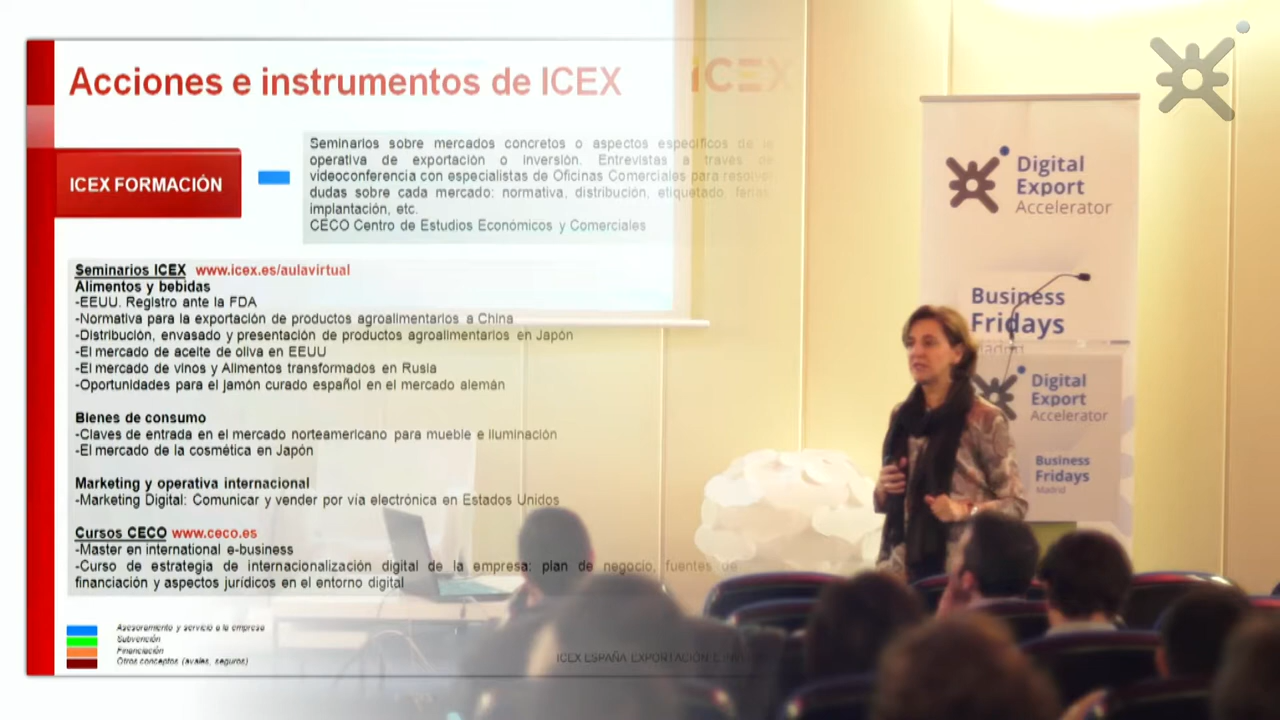 Acciones e instrumentos de ICEX
ICEX
ICEX FORMACIÓN
Seminarios sobre mercados concretos o aspectos específicos de la
operativa de exportación o inversión. Entrevistas a través de
videoconferencia con especialistas de Oficinas Comerciales para resolver
dudas sobre cada mercado: normativa, distribución, etiquetado, ferias,
implantación, etc.
CECO Centro de Estudios Económicos y Comerciales
Seminarios ICEX www.icex.es/aulavirtual
Alimentos y bebidas
-EEUU. Registro ante la FDA
-Normativa para la exportación de productos agroalimentarios a China
-Distribución, envasado y presentación de productos agroalimentarios en Japón
-El mercado de aceite de oliva en EEUU
-El mercado de vinos y Alimentos transformados en Rusia
-Oportunidades para el jamón curado español en el mercado alemán
Bienes de consumo
-Claves de entrada en el mercado norteamericano para mueble e iluminación
-El mercado de la cosmética en Japón
Marketing y operativa internacional
-Marketing Digital: Comunicar y vender por vía electrónica en Estados Unidos
Cursos CECO www.ceco.es
-Master en international e-business
-Curso de estrategia de internacionalización digital de la empresa: plan de negocio, fuentes de
financiación y aspectos jurídicos en el entorno digital
Asesoramiento y servicio a la empresa
Subvención
Financiación
Otros conceptos (avales, seguros)
ICEX ESPAÑA EXPORTACIÓN E
Digital
Export
Accelerator
Business
Fridays
Madrid
Digital
Export
Accelerator
Business
Fridays
Madrid